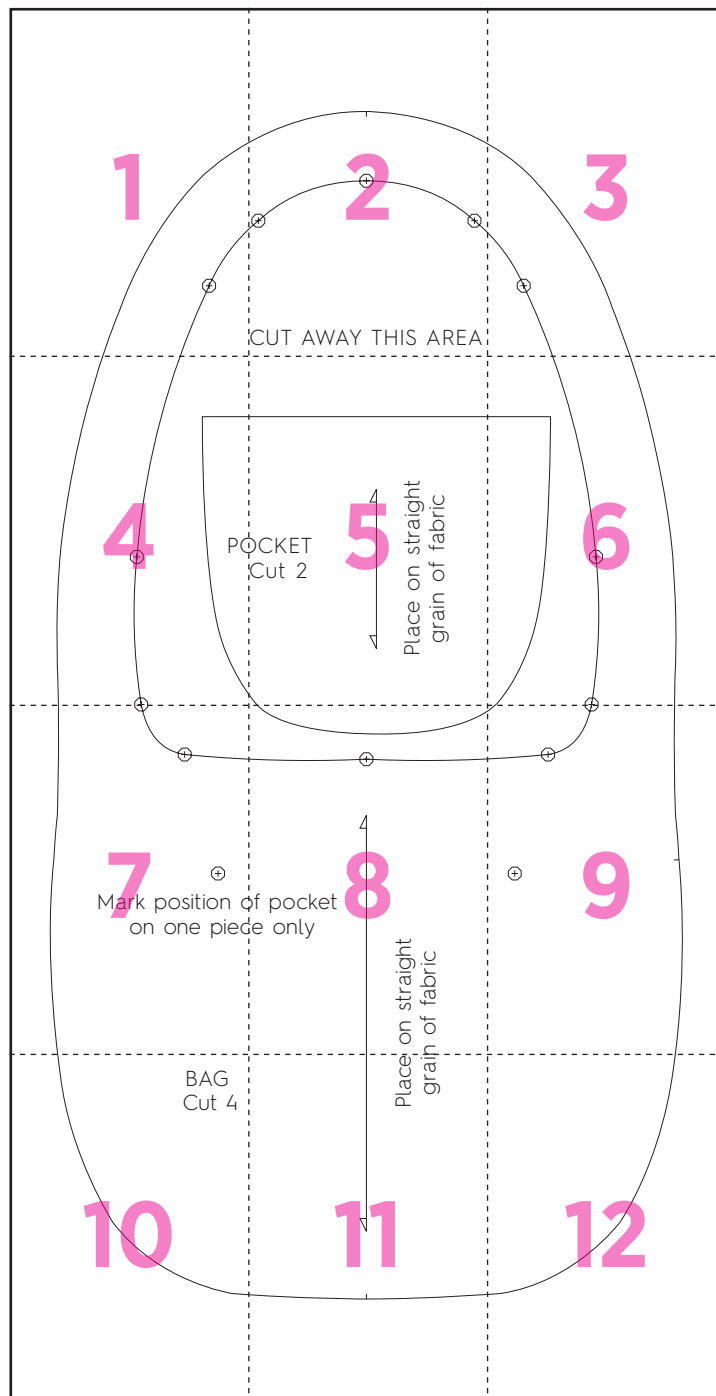 1
2
3
CUT AWAY THIS AREA
4
5
6
POCKET
Cut 2
Place on straight
grain of fabric
7
8
9
Mark position of pocket
on one piece only
Place on straight
grain of fabric
BAG
Cut 4
10
11
12